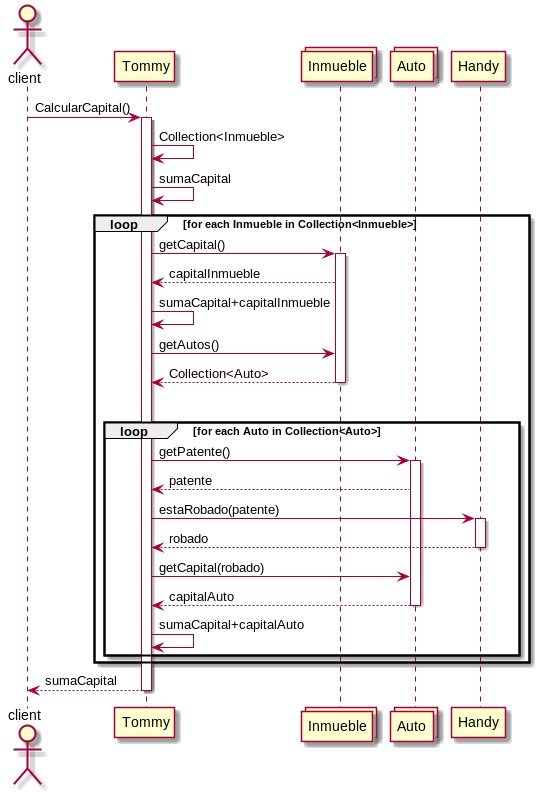 client
Tommy
Inmueble
Auto
Handy
CalcularCapital()
Collection<Inmueble>
sumaCapital
loop
[for each Inmueble in Collection<Inmueble>]
getCapital()
capitalInmueble
sumaCapital+capitalInmueble
getAutos()
Collection<Auto>
loop
[for each Auto in Collection<Auto>]
getPatente()
patente
estaRobado(patente)
robado
getCapital(robado)
capitalAuto
sumaCapital+capitalAuto
sumaCapital
client
Tommy
Inmueble
Auto
Handy